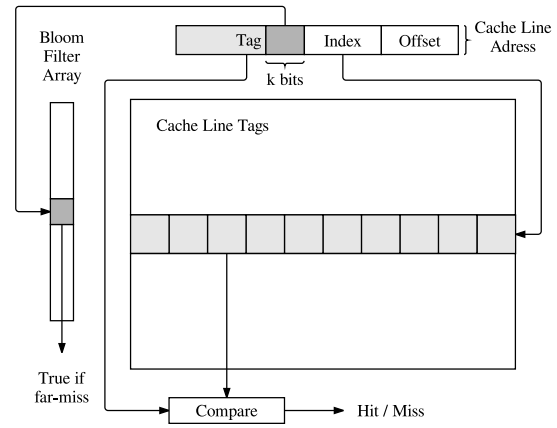 Bloom
Filter
Array
Tag
Index
Offset
Cache Line
Adress
k bits
Cache Line Tags
True if
far-miss
Compare
Hit / Miss